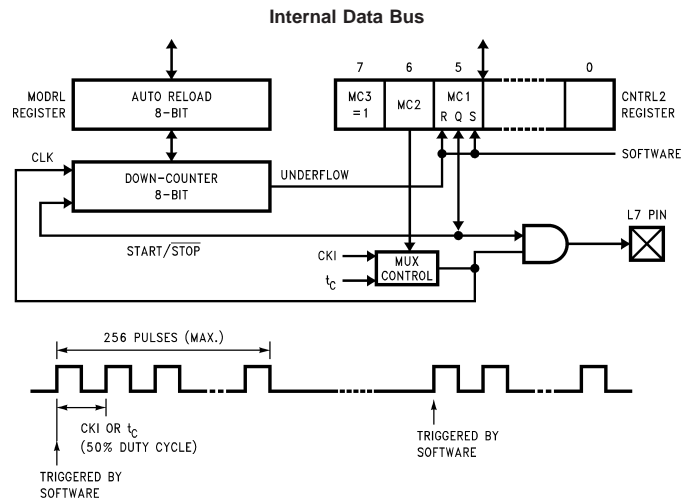 Internal Data Bus
7 6 5 0
MODRL
REGISTER
AUTO RELOAD
8-BIT
MC3
=1
MC2
MC1
R Q S
CNTRL2
REGISTER
CLK
DOWN-COUNTER
8-BIT
UNDERFLOW
SOFTWARE
START/STOP
L7 PIN
CKI
tC
MUX
CONTROL
256 PULSES (MAX.)
CKI OR tC
(50% DUTY CYCLE)
TRIGGERED BY
SOFTWARE
TRIGGERED BY
SOFTWARE